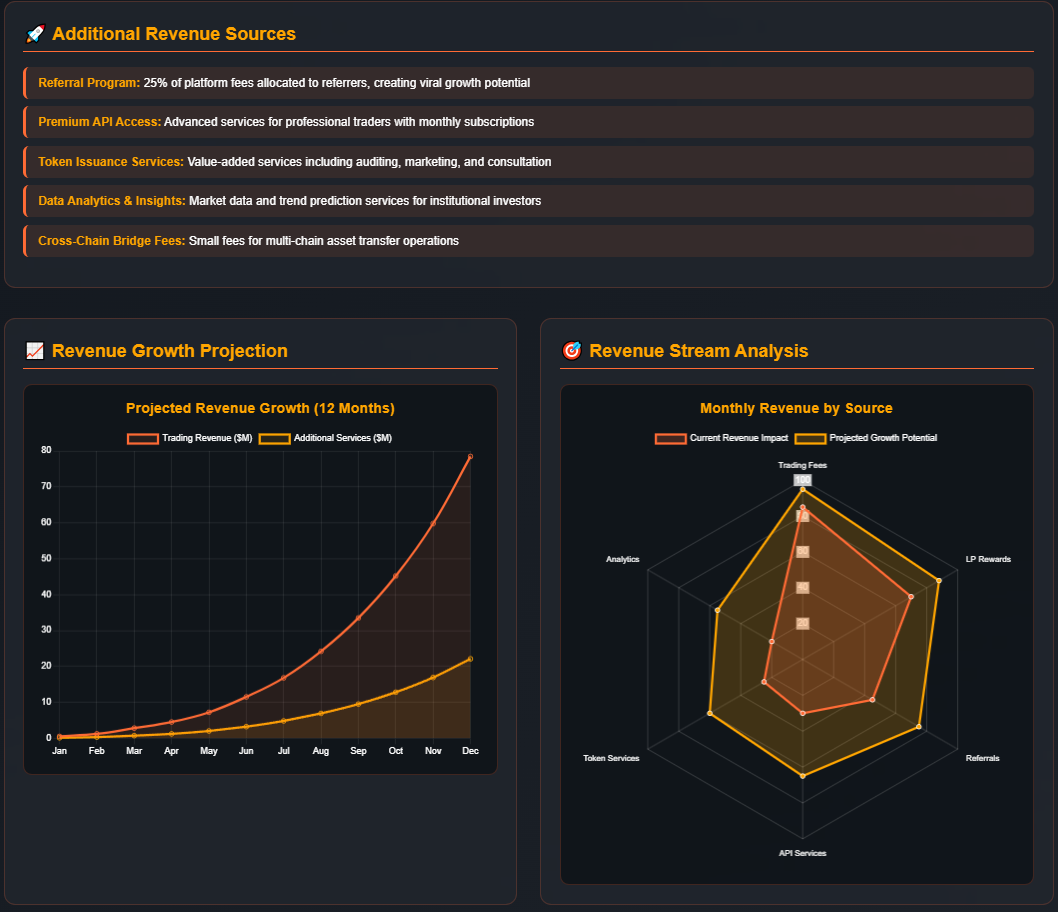 🚀 Additional Revenue Sources
Referral Program: 25% of platform fees allocated to referrers, creating viral growth potential
Premium API Access: Advanced services for professional traders with monthly subscriptions
Token Issuance Services: Value-added services including auditing, marketing, and consultation
Data Analytics & Insights: Market data and trend prediction services for institutional investors
Cross-Chain Bridge Fees: Small fees for multi-chain asset transfer operations
📈 Revenue Growth Projection
Projected Revenue Growth (12 Months)
Trading Revenue ($M) Additional Services ($M)
80
70
60
50
40
30
20
10
0
Jan Feb Mar Apr May Jun Jul Aug Sep Oct Nov Dec
🎯 Revenue Stream Analysis
Monthly Revenue by Source
Current Revenue Impact Projected Growth Potential
Trading Fees
100
80
60
40
20
Analytics
LP Rewards
Token Services
Referrals
API Services